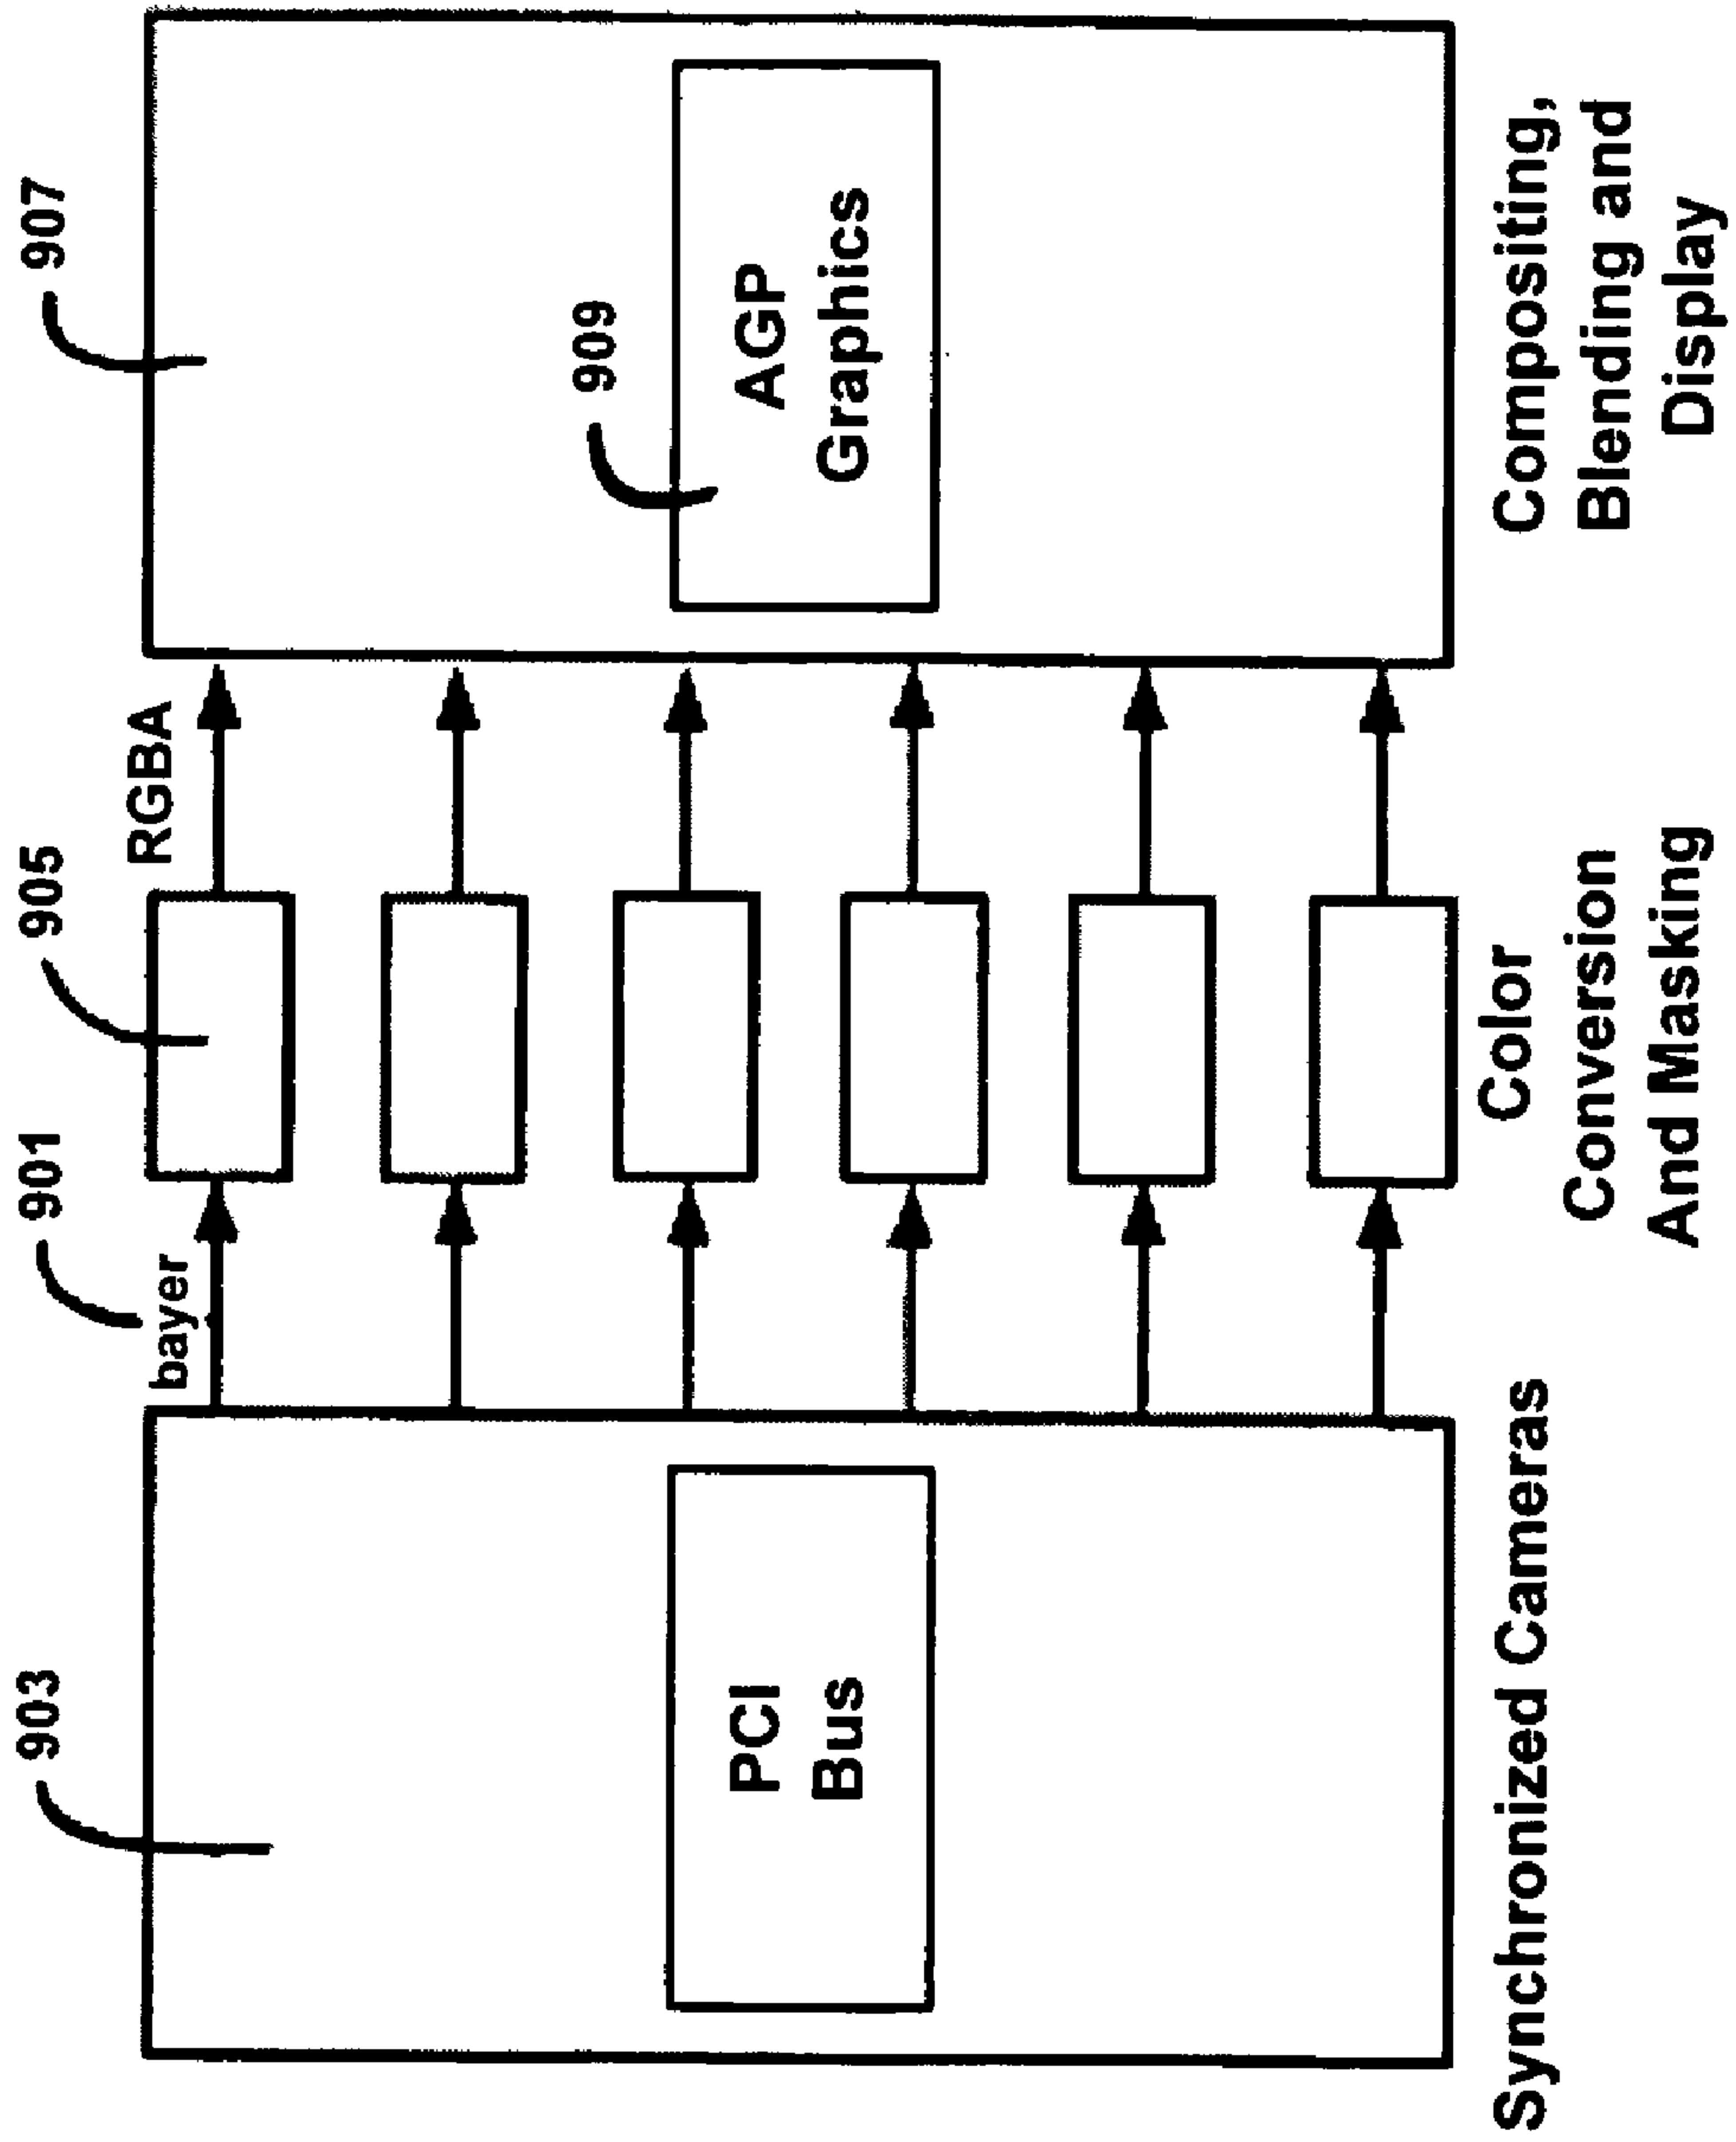 903
901
905
907
bayer
RGBA
909
PCI
Bus
AGP
Graphics
Synchronized Cameras
Color
Conversion
And Masking
Compositing,
Blending and
Display